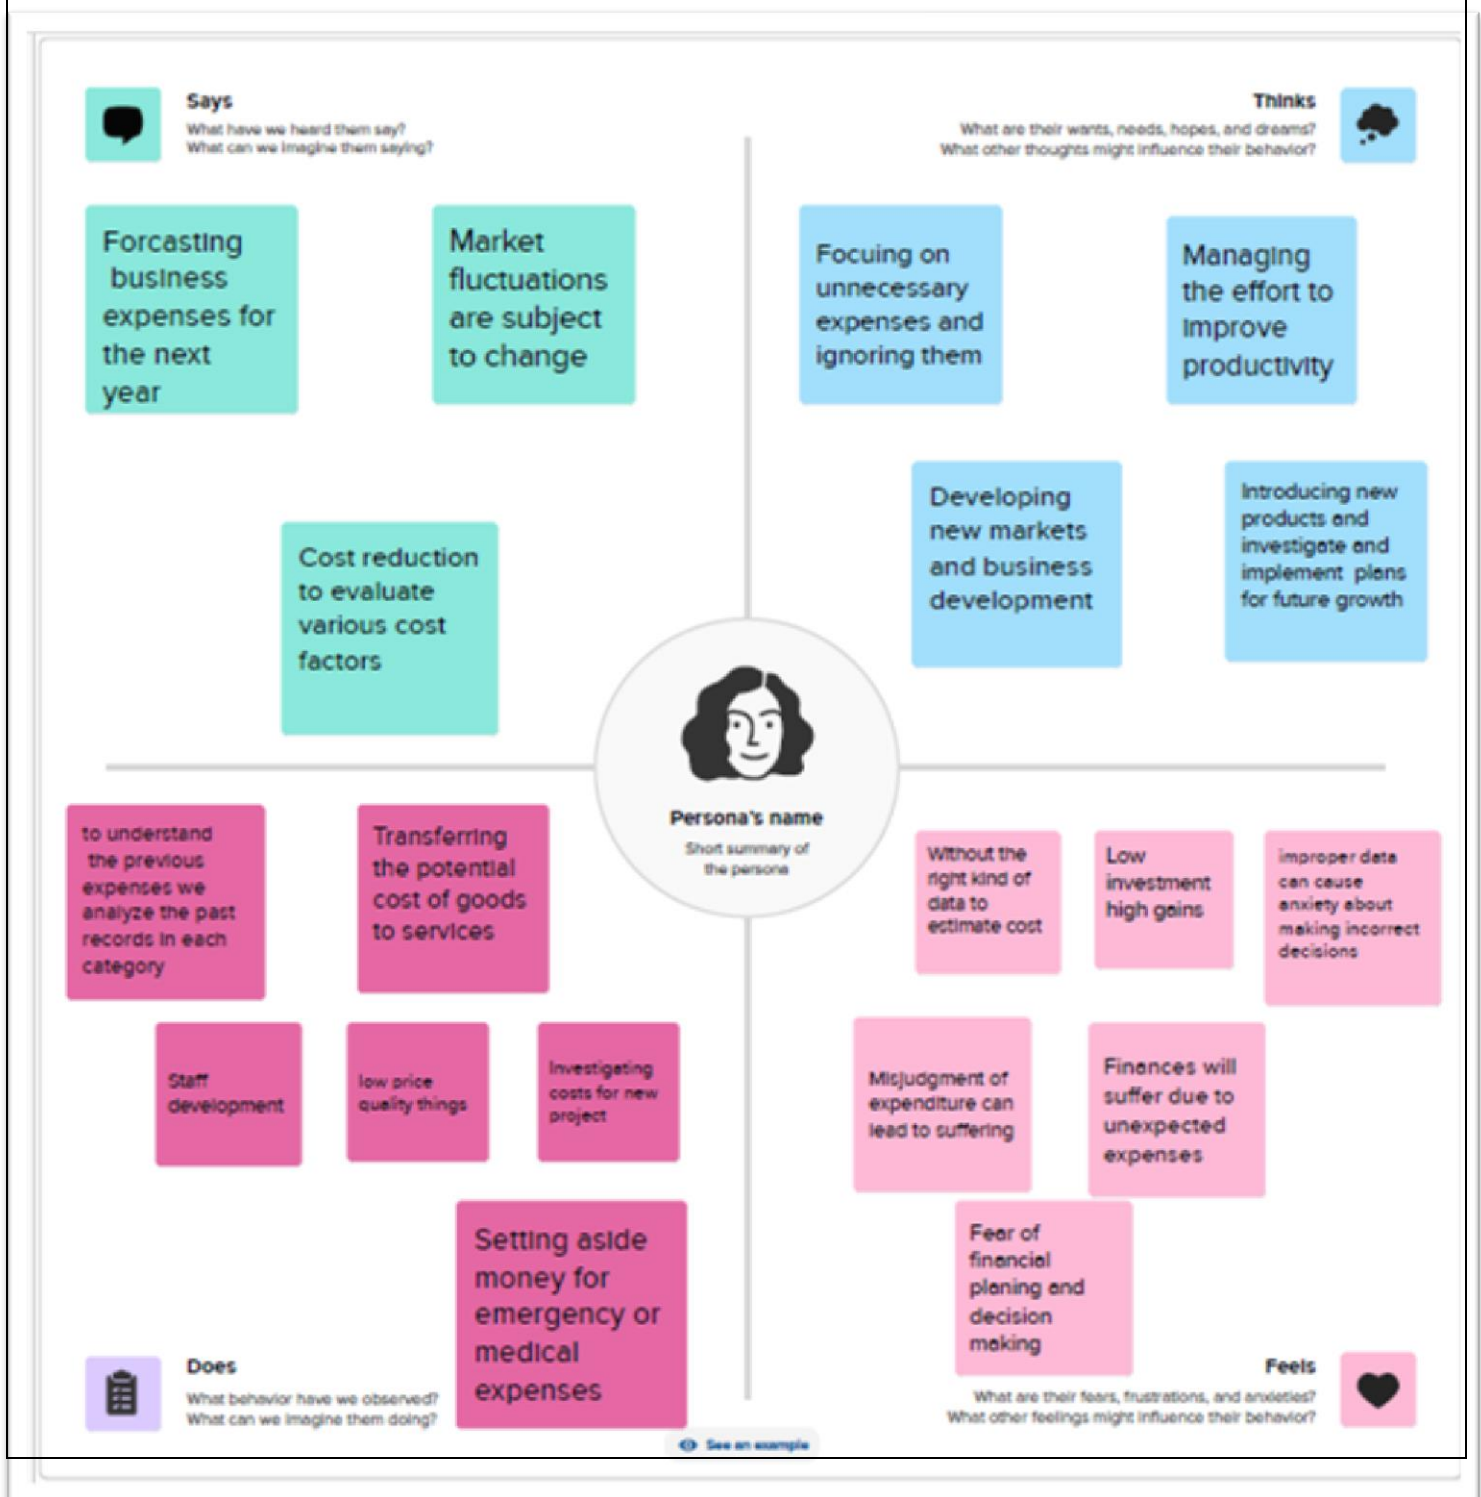 Says
What have we heard them say?
What can we imagine them saying?
Forcasting
business
expenses for
the next
year
Market
fluctuations
are subject
to change
Cost reduction
to evaluate
various cost
factors
Thinks
What are their wants, needs, hopes, and dreams?
What other thoughts might influence their behavior?
Focuing on
unnecessary
expenses and
ignoring them
Managing
the effort to
improve
productivity
Developing
new markets
and business
development
Introducing new
products and
investigate and
implement plans
for future growth
Persona's name
Short summary of
the persona
to understand
the previous
expenses we
analyze the past
records in each
category
Transferring
the potential
cost of goods
to services
Staff
development
low price
quality things
Investigating
costs for new
project
Setting aside
money for
emergency or
medical
expenses
Does
What behavior have we observed?
What can we imagine them doing?
Without the
right kind of
data to
estimate cost
Low
investment
high gains
improper data
can cause
anxiety about
making incorrect
decisions
Misjudgment of
expenditure can
lead to suffering
Finances will
suffer due to
unexpected
expenses
Fear of
financial
planing and
decision
making
Feels
What are their fears, frustrations, and anxieties?
What other feelings might influence their behavior?
See an example